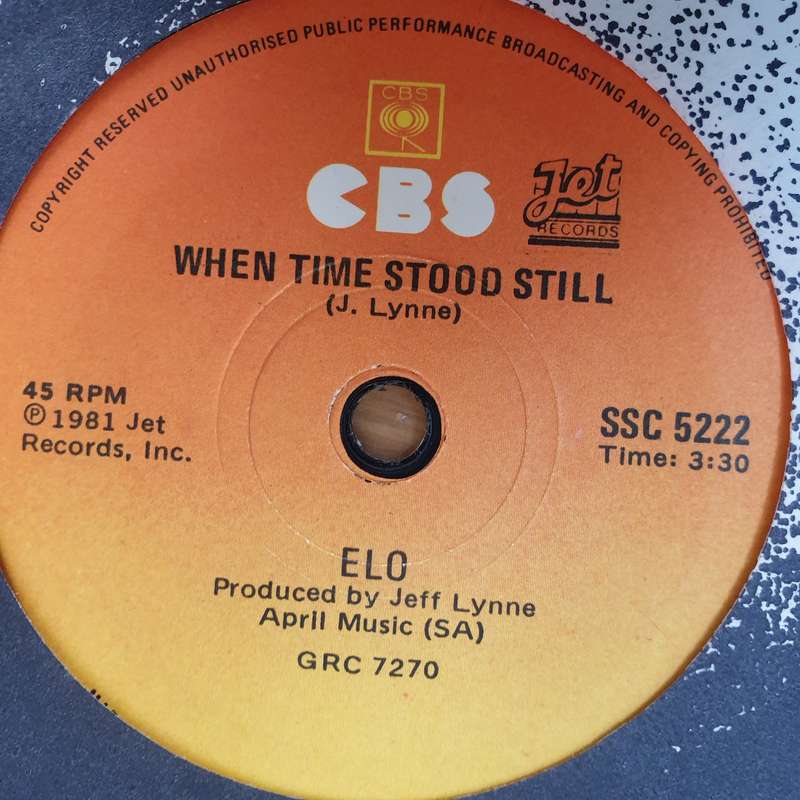 COPYRIGHT RESERVED UNAUTHORISED PUBLIC PERFORMANCE BROADCASTING AND COPYING PROHIBITED
CBS
CBS
Jet
RECORDS
WHEN TIME STOOD STILL
(J. Lynne)
45 RPM
℗ 1981 Jet
Records, Inc.
SSC 5222
Time: 3:30
ELO
Produced by Jeff Lynne
April Music (SA)
GRC 7270